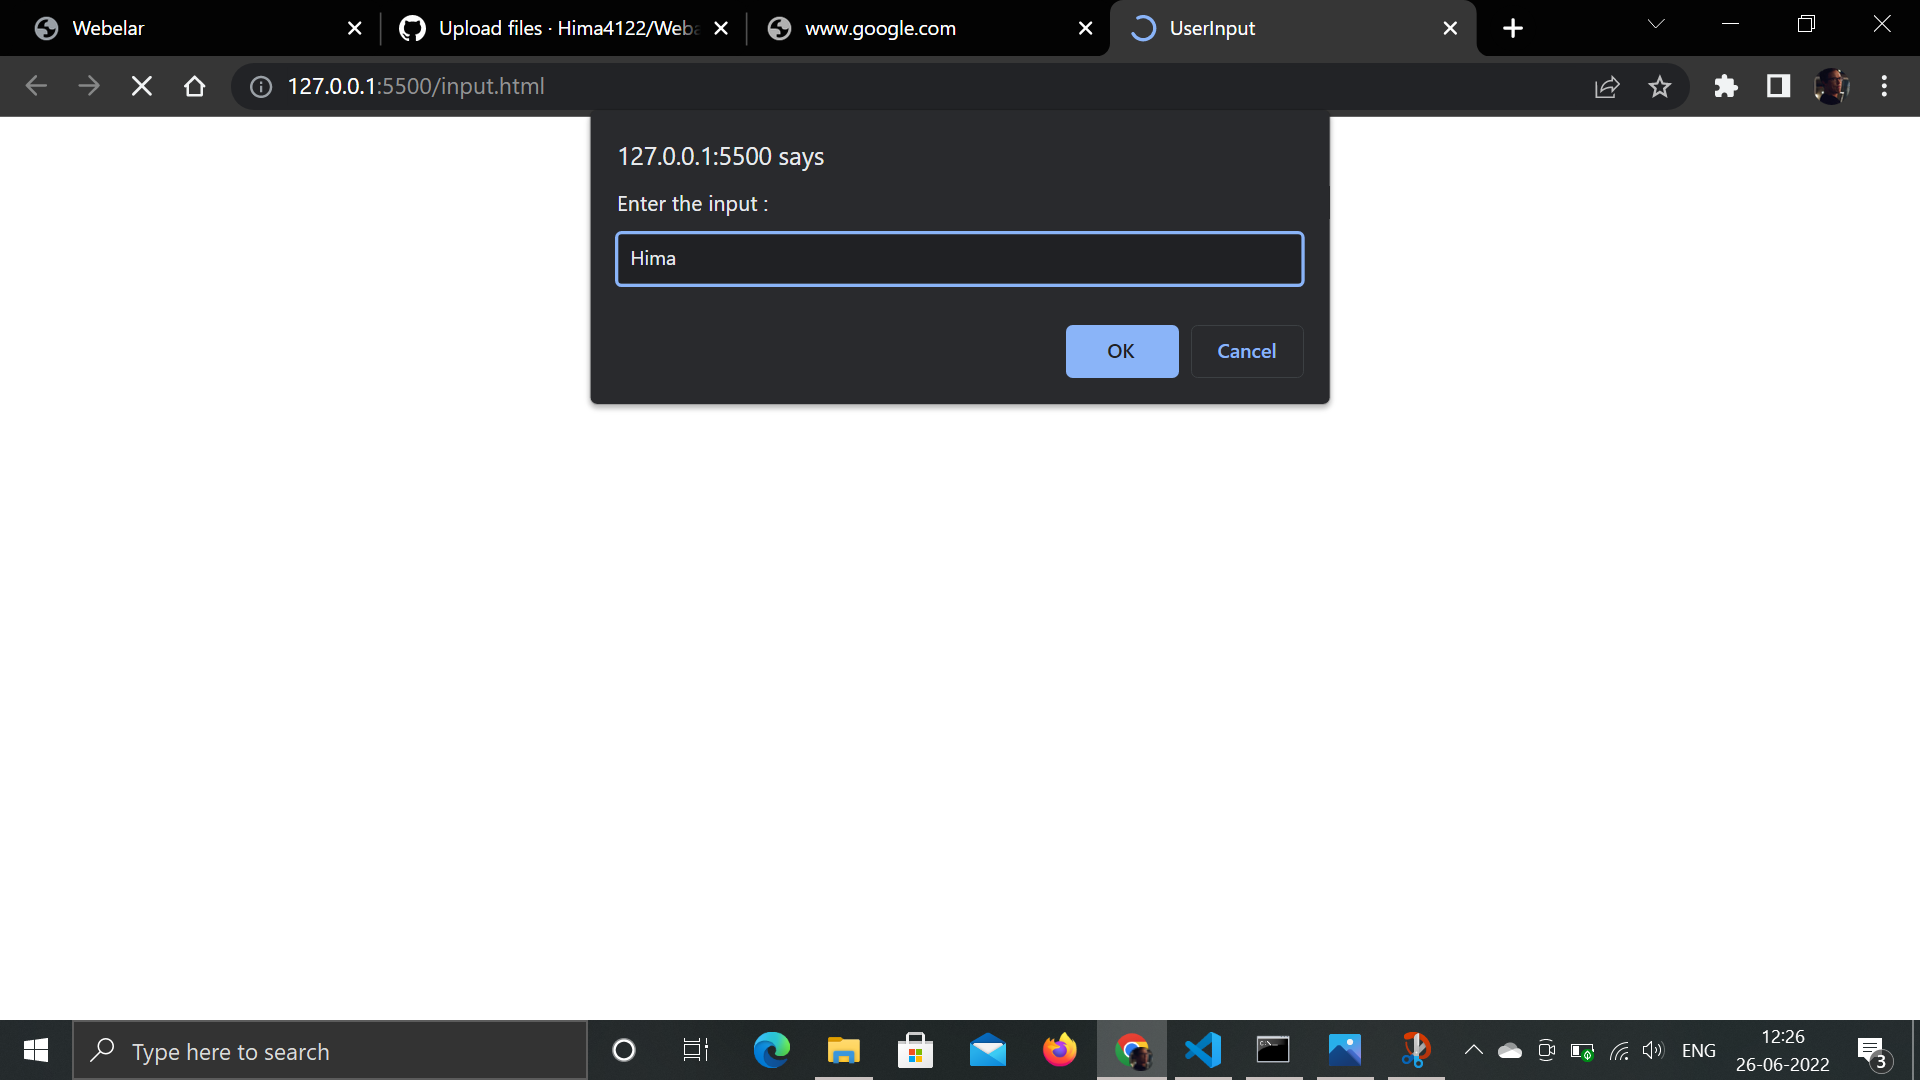 Webelar
Upload files · Hima4122/Weba
www.google.com
UserInput
127.0.0.1:5500/input.html
127.0.0.1:5500 says
Enter the input :
Hima
OK
Cancel
Type here to search
ENG
12:26
26-06-2022
3